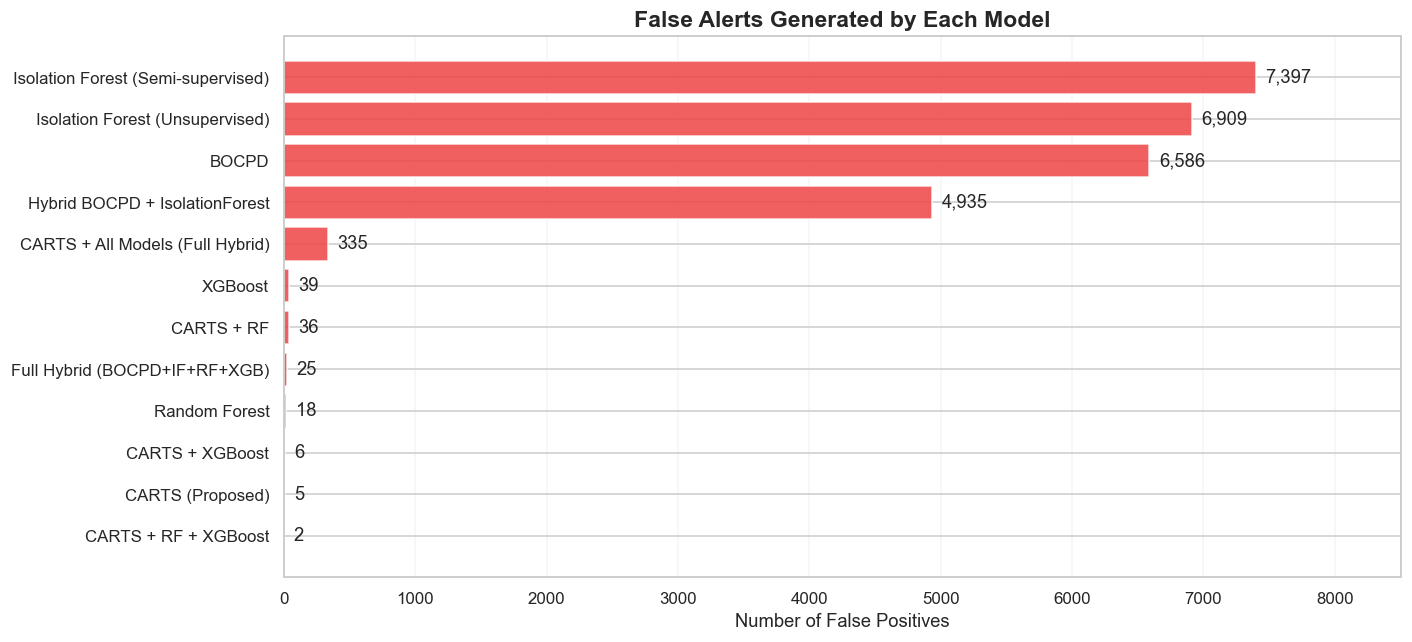 False Alerts Generated by Each Model
Isolation Forest (Semi-supervised) 7,397
Isolation Forest (Unsupervised) 6,909
BOCPD 6,586
Hybrid BOCPD + IsolationForest 4,935
CARTS + All Models (Full Hybrid) 335
XGBoost 39
CARTS + RF 36
Full Hybrid (BOCPD+IF+RF+XGB) 25
Random Forest 18
CARTS + XGBoost 6
CARTS (Proposed) 5
CARTS + RF + XGBoost 2
0 1000 2000 3000 4000 5000 6000 7000 8000
Number of False Positives